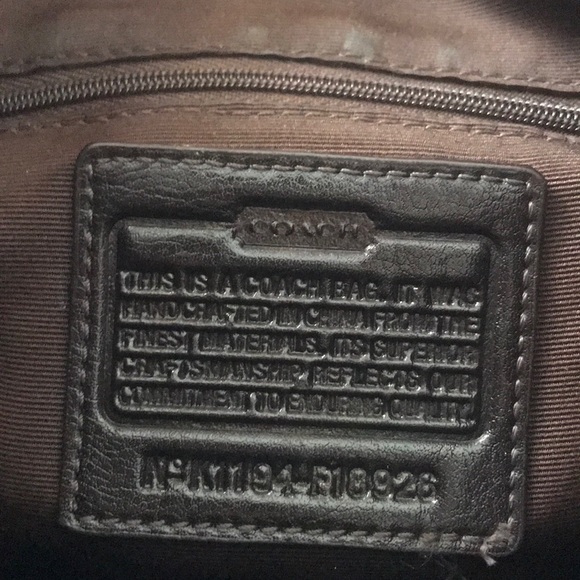 COACH
THIS IS A COACH BAG. IT WAS
HANDCRAFTED IN CHINA FROM THE
FINEST MATERIALS. ITS SUPERIOR
CRAFTSMANSHIP REFLECTS OUR
COMMITMENT TO ENDURING QUALITY.
Nº K1194-F18926